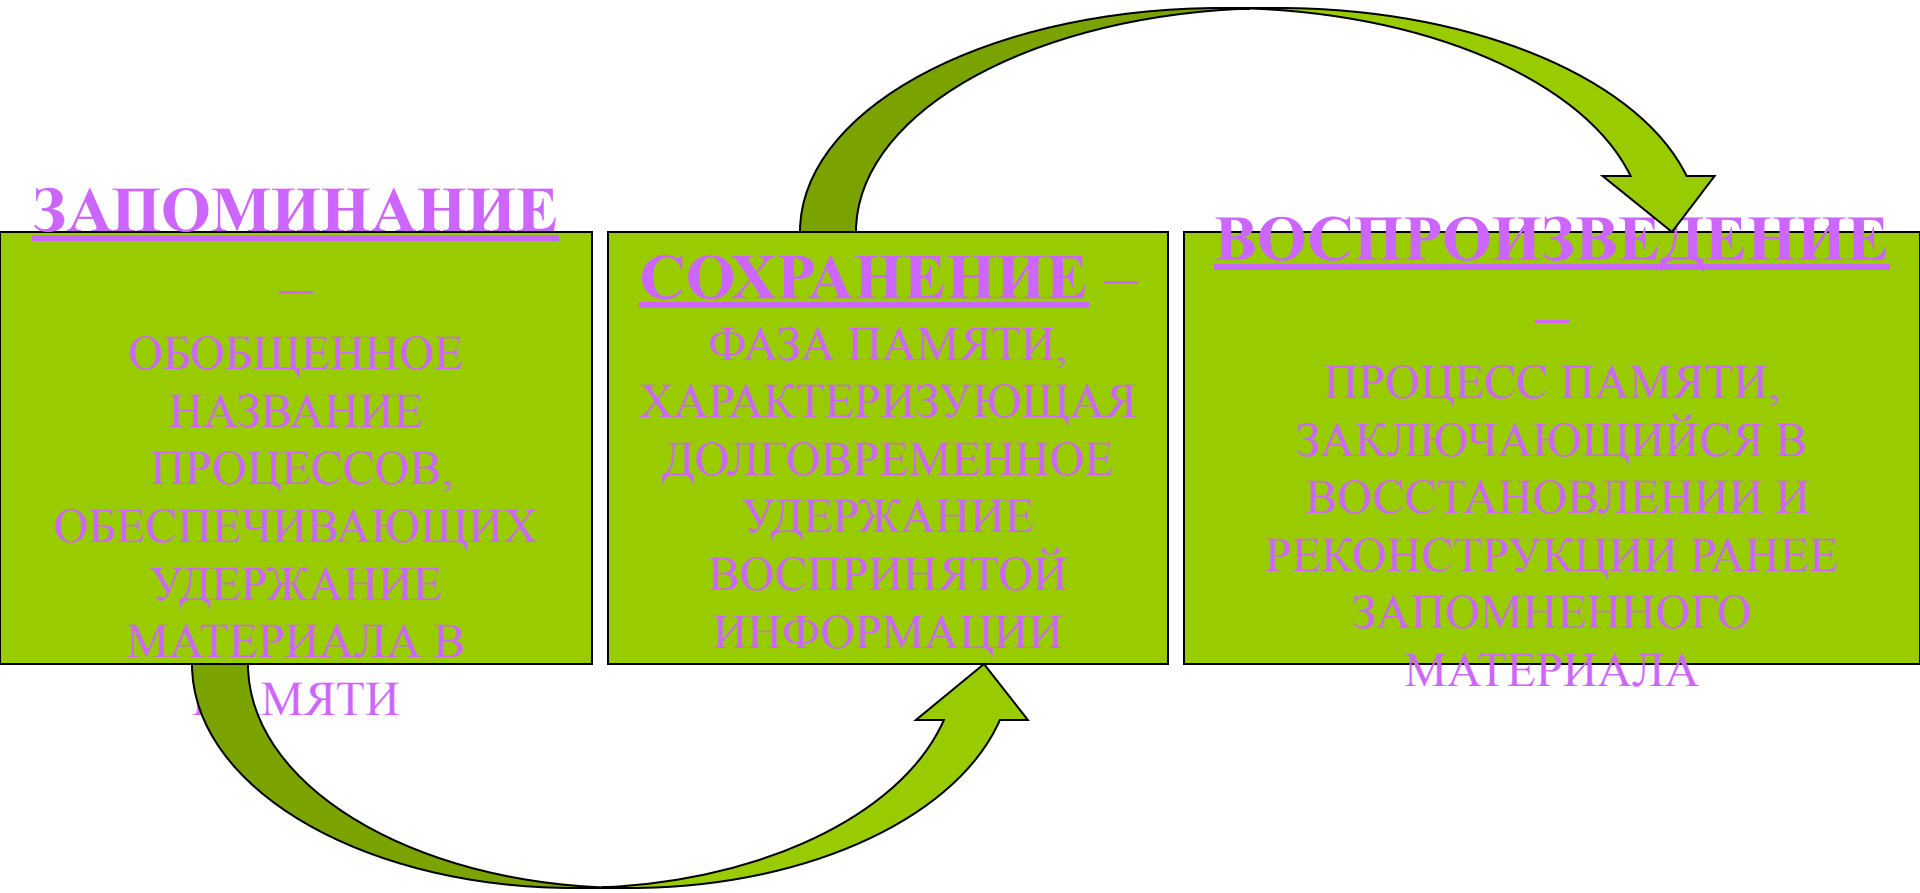 ЗАПОМИНАНИЕ
–
ОБОБЩЕННОЕ
НАЗВАНИЕ
ПРОЦЕССОВ,
ОБЕСПЕЧИВАЮЩИХ
УДЕРЖАНИЕ
МАТЕРИАЛА В
СОХРАНЕНИЕ –
ФАЗА ПАМЯТИ,
ХАРАКТЕРИЗУЮЩАЯ
ДОЛГОВРЕМЕННОЕ
УДЕРЖАНИЕ
ВОСПРИНЯТОЙ
ИНФОРМАЦИИ
ВОСПРОИЗВЕДЕНИЕ
–
ПРОЦЕСС ПАМЯТИ,
ЗАКЛЮЧАЮЩИЙСЯ В
ВОССТАНОВЛЕНИИ И
РЕКОНСТРУКЦИИ РАНЕЕ
ЗАПОМНЕННОГО
МАТЕРИАЛА